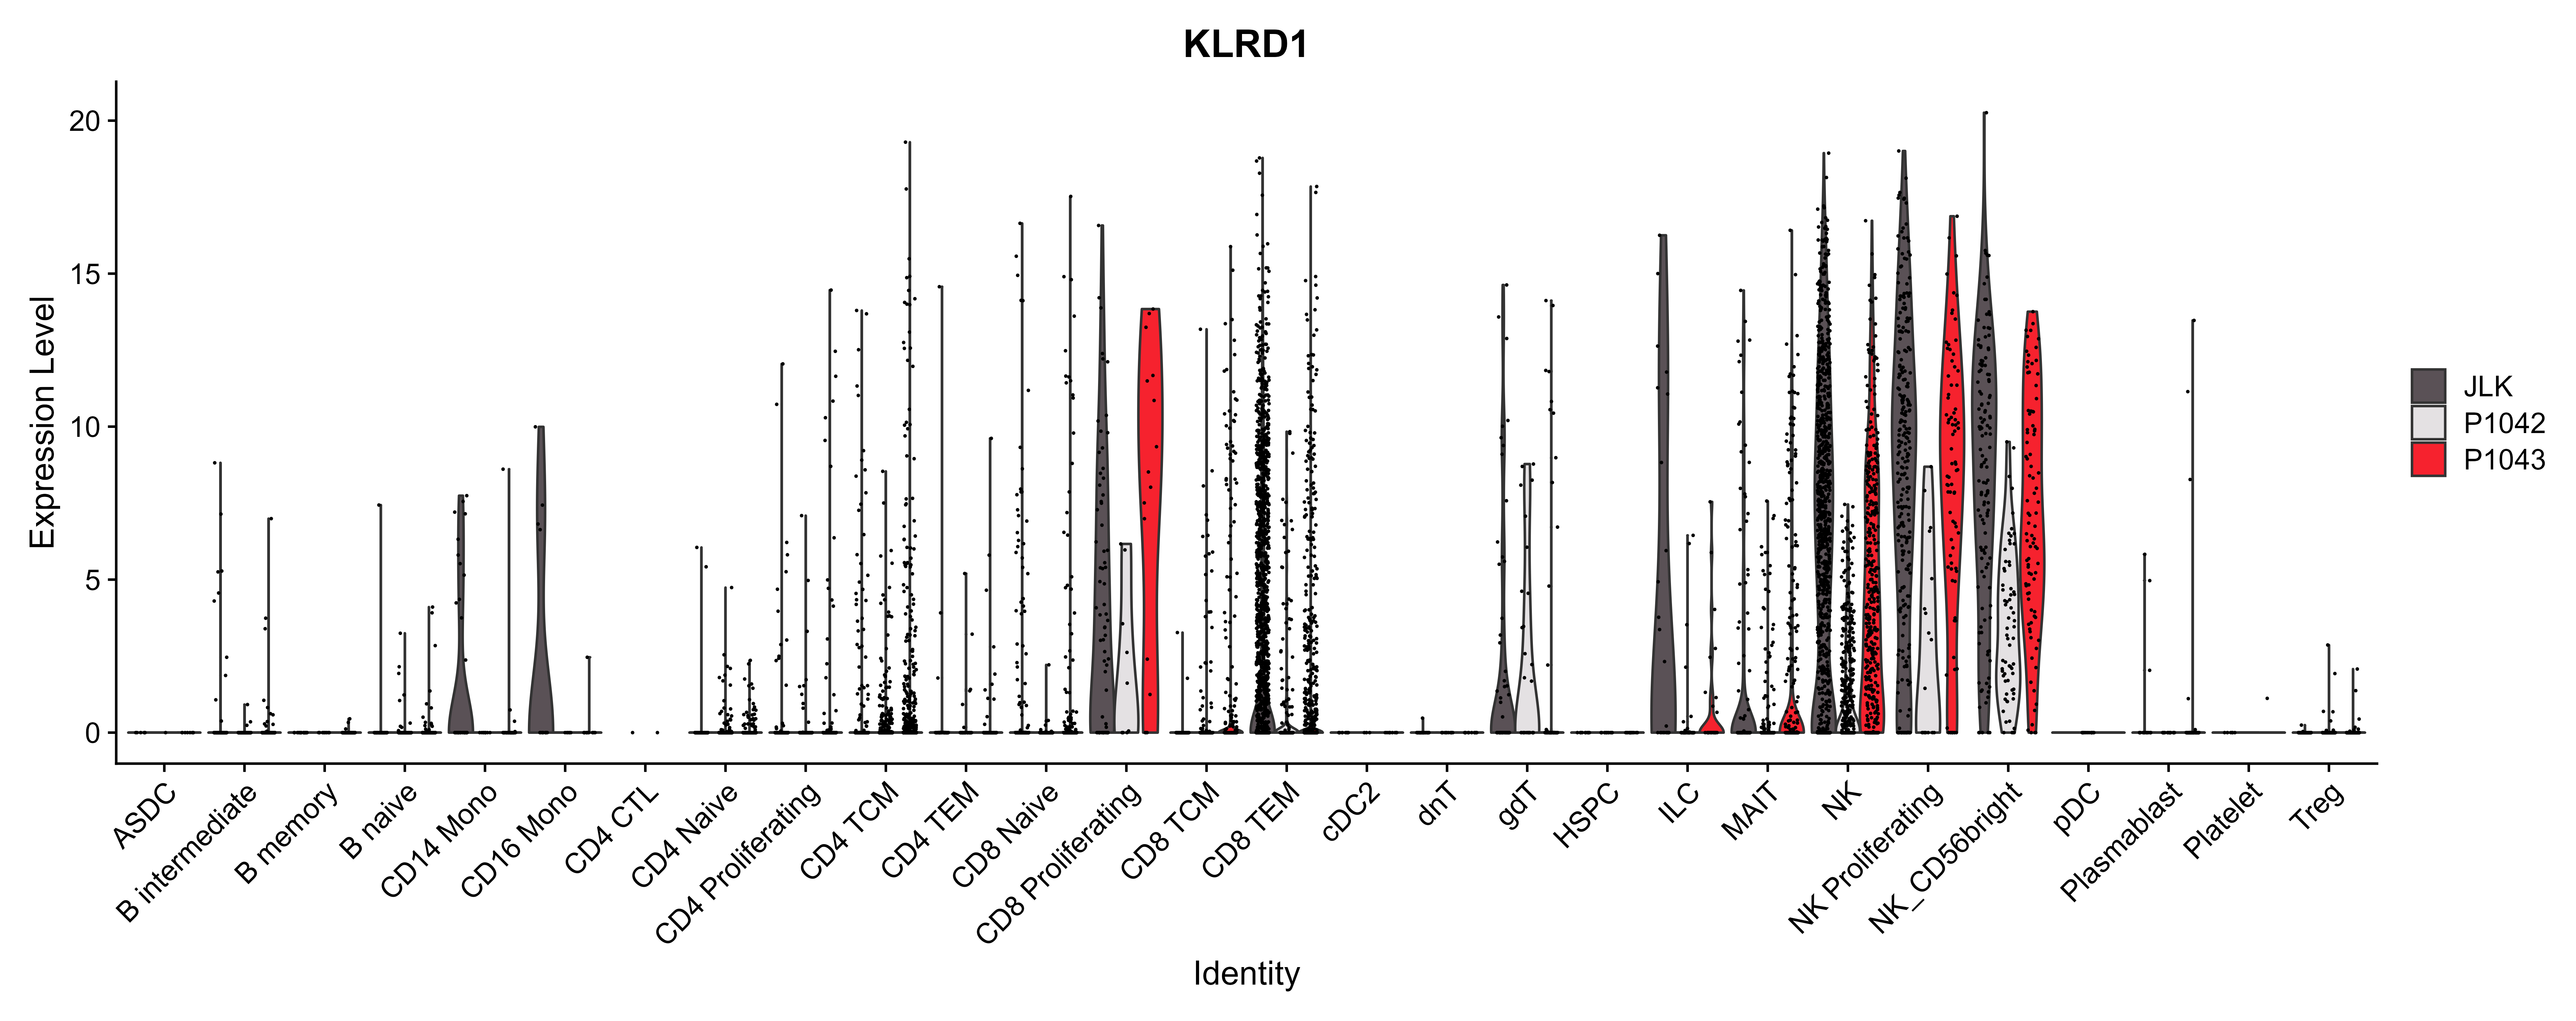 KLRD1
Expression Level
20
15
10
5
0
ASDC
B intermediate
B memory
B naive
CD14 Mono
CD16 Mono
CD4 CTL
CD4 Naive
CD4 Proliferating
CD4 TCM
CD4 TEM
CD8 Naive
CD8 Proliferating
CD8 TCM
CD8 TEM
cDC2
dnT
gdT
HSPC
ILC
MAIT
NK
NK Proliferating
NK_CD56bright
pDC
Plasmablast
Platelet
Treg
Identity
JLK
P1042
P1043